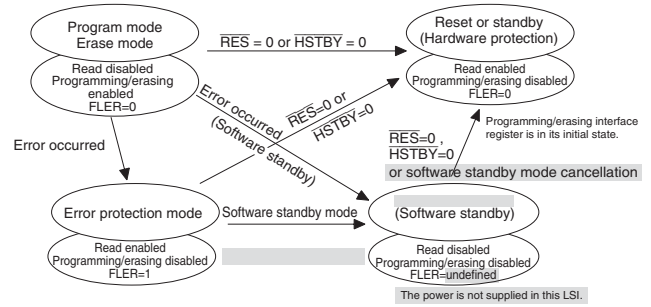 Program mode
Erase mode
RES = 0 or HSTBY = 0
Reset or standby
(Hardware protection)
Read disabled
Programming/erasing
enabled
FLER=0
Read enabled
Programming/erasing disabled
FLER=0
Error occurred
(Software standby)
RES=0 or
HSTBY=0
Programming/erasing interface
register is in its initial state.
Error occurred
RES=0 ,
HSTBY=0
or software standby mode cancellation
Error protection mode
Software standby mode
(Software standby)
Read enabled
Programming/erasing disabled
FLER=1
Read disabled
Programming/erasing disabled
FLER=undefined
The power is not supplied in this LSI.